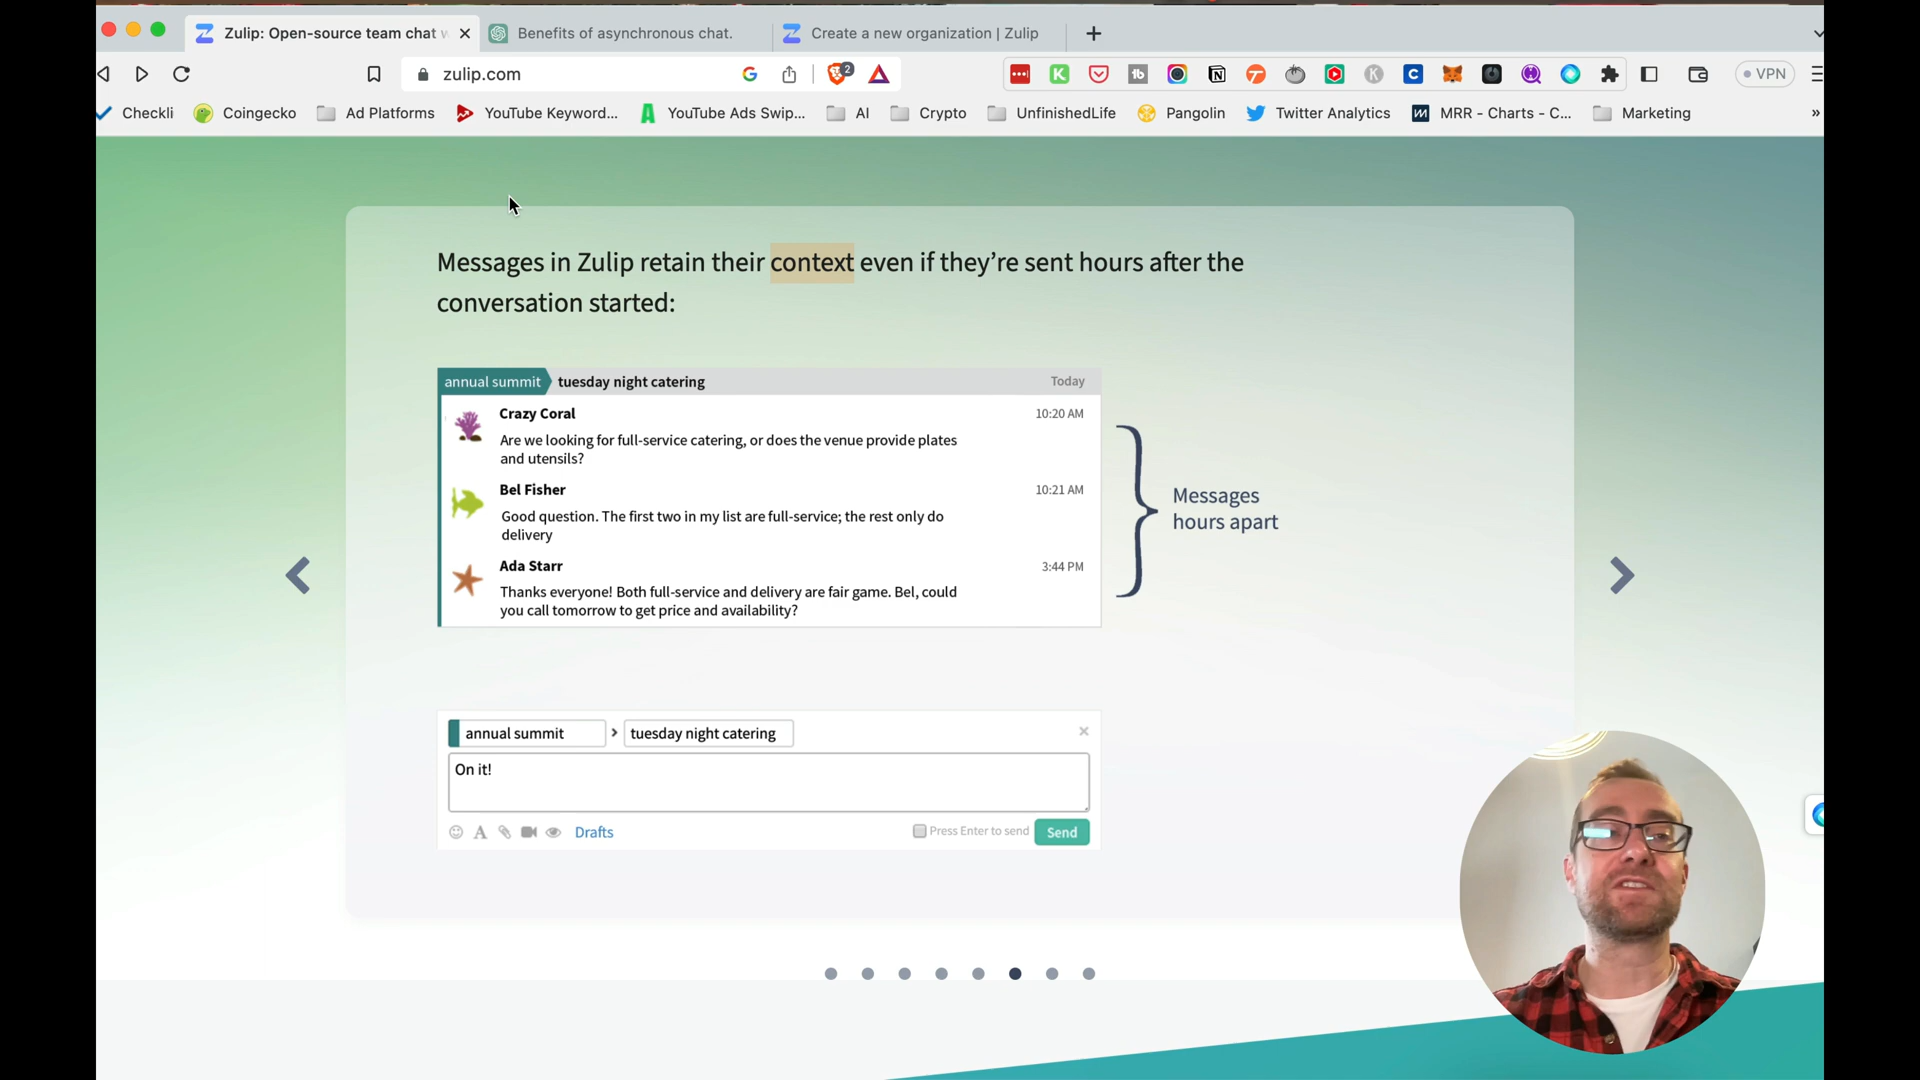 Zulip: Open-source team chat w
Benefits of asynchronous chat.
Create a new organization | Zulip
zulip.com
2
VPN
Checkli
Coingecko
Ad Platforms
YouTube Keyword...
YouTube Ads Swip...
AI
Crypto
UnfinishedLife
Pangolin
Twitter Analytics
MRR - Charts - C...
Marketing
»
Messages in Zulip retain their context even if they’re sent hours after the
conversation started:
annual summit
tuesday night catering
Today
Crazy Coral
10:20 AM
Are we looking for full-service catering, or does the venue provide plates
and utensils?
Bel Fisher
10:21 AM
Good question. The first two in my list are full-service; the rest only do
delivery
Ada Starr
3:44 PM
Thanks everyone! Both full-service and delivery are fair game. Bel, could
you call tomorrow to get price and availability?
Messages
hours apart
annual summit
tuesday night catering
On it!
Drafts
Press Enter to send
Send